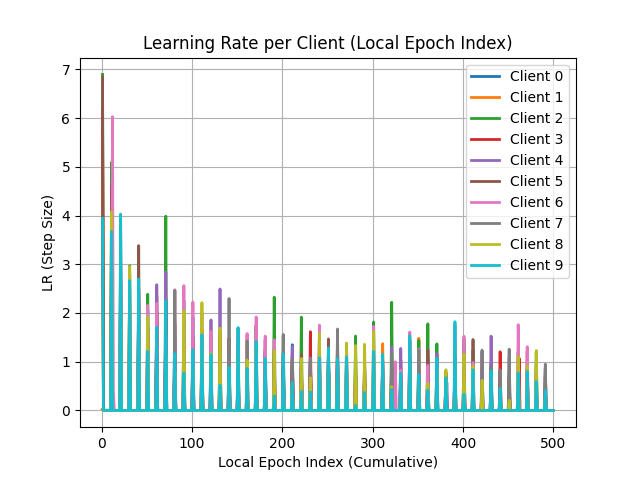 Learning Rate per Client (Local Epoch Index)
LR (Step Size)
7
6
5
4
3
2
1
0
0 100 200 300 400 500
Local Epoch Index (Cumulative)
Client 0
Client 1
Client 2
Client 3
Client 4
Client 5
Client 6
Client 7
Client 8
Client 9